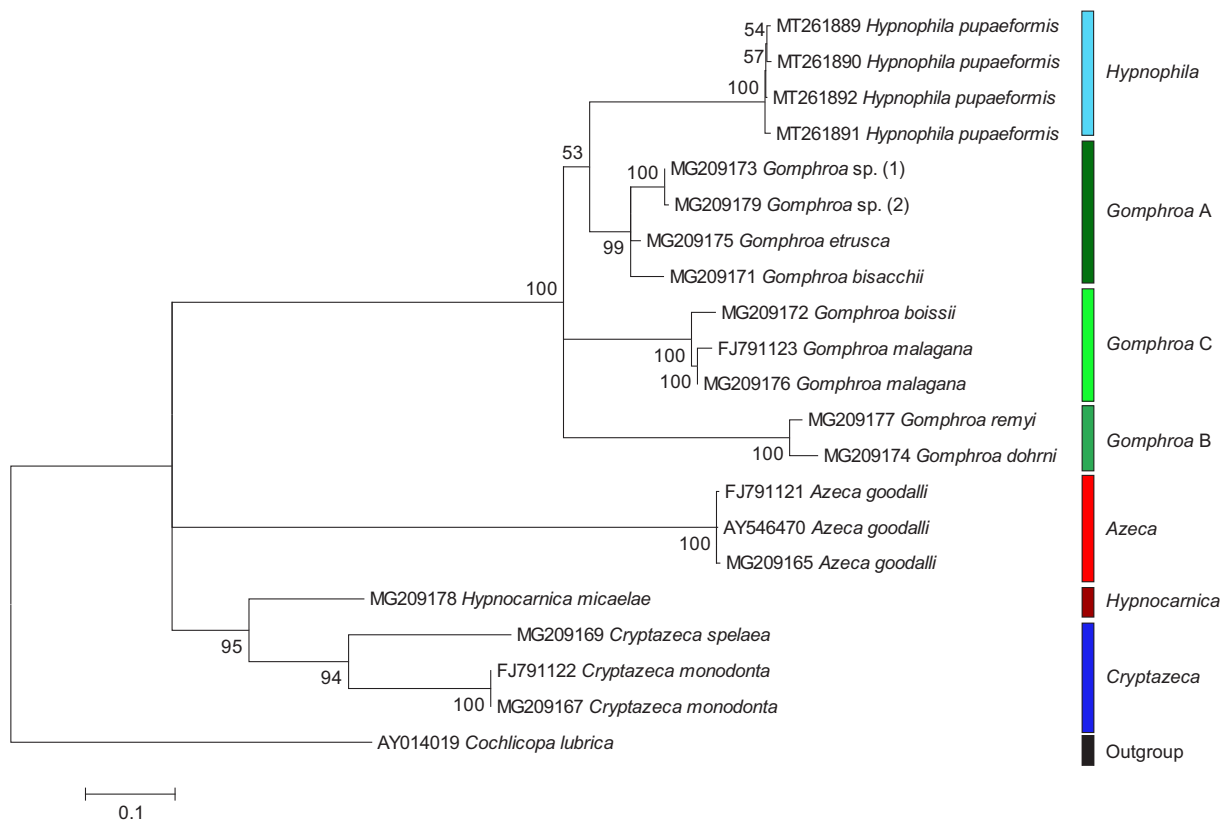 54
MT261889 Hypnophila pupaeformis
57
MT261890 Hypnophila pupaeformis
100
MT261892 Hypnophila pupaeformis
MT261891 Hypnophila pupaeformis
Hypnophila
53
100
MG209173 Gomphroa sp. (1)
MG209179 Gomphroa sp. (2)
99
MG209175 Gomphroa etrusca
MG209171 Gomphroa bisacchii
Gomphroa A
100
MG209172 Gomphroa boissii
100
FJ791123 Gomphroa malagana
100
MG209176 Gomphroa malagana
Gomphroa C
MG209177 Gomphroa remyi
100
MG209174 Gomphroa dohrni
Gomphroa B
FJ791121 Azeca goodalli
AY546470 Azeca goodalli
100
MG209165 Azeca goodalli
Azeca
MG209178 Hypnocarnica micaelae
Hypnocarnica
95
MG209169 Cryptazeca spelaea
94
FJ791122 Cryptazeca monodonta
100
MG209167 Cryptazeca monodonta
Cryptazeca
AY014019 Cochlicopa lubrica
Outgroup
0.1